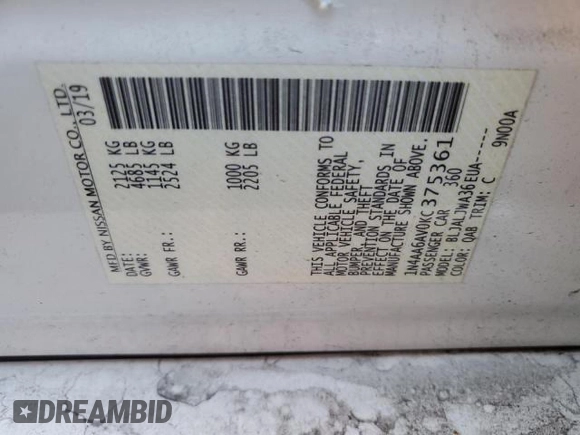 MFD BY NISSAN MOTOR CO., LTD.
DATE: 03/19
GVWR: 2125 KG
4685 LB
GAWR FR.: 1145 KG
2524 LB
GAWR RR.: 1000 KG
2205 LB
THIS VEHICLE CONFORMS TO
ALL APPLICABLE FEDERAL
MOTOR VEHICLE SAFETY,
BUMPER, AND THEFT
PREVENTION STANDARDS IN
EFFECT ON THE DATE OF
MANUFACTURE SHOWN ABOVE.
1N4AA6AV0KC375361
PASSENGER CAR 360
MODEL: BLJALJWA36EUA-----
COLOR: QAB TRIM: C 9W00A
DREAMBID